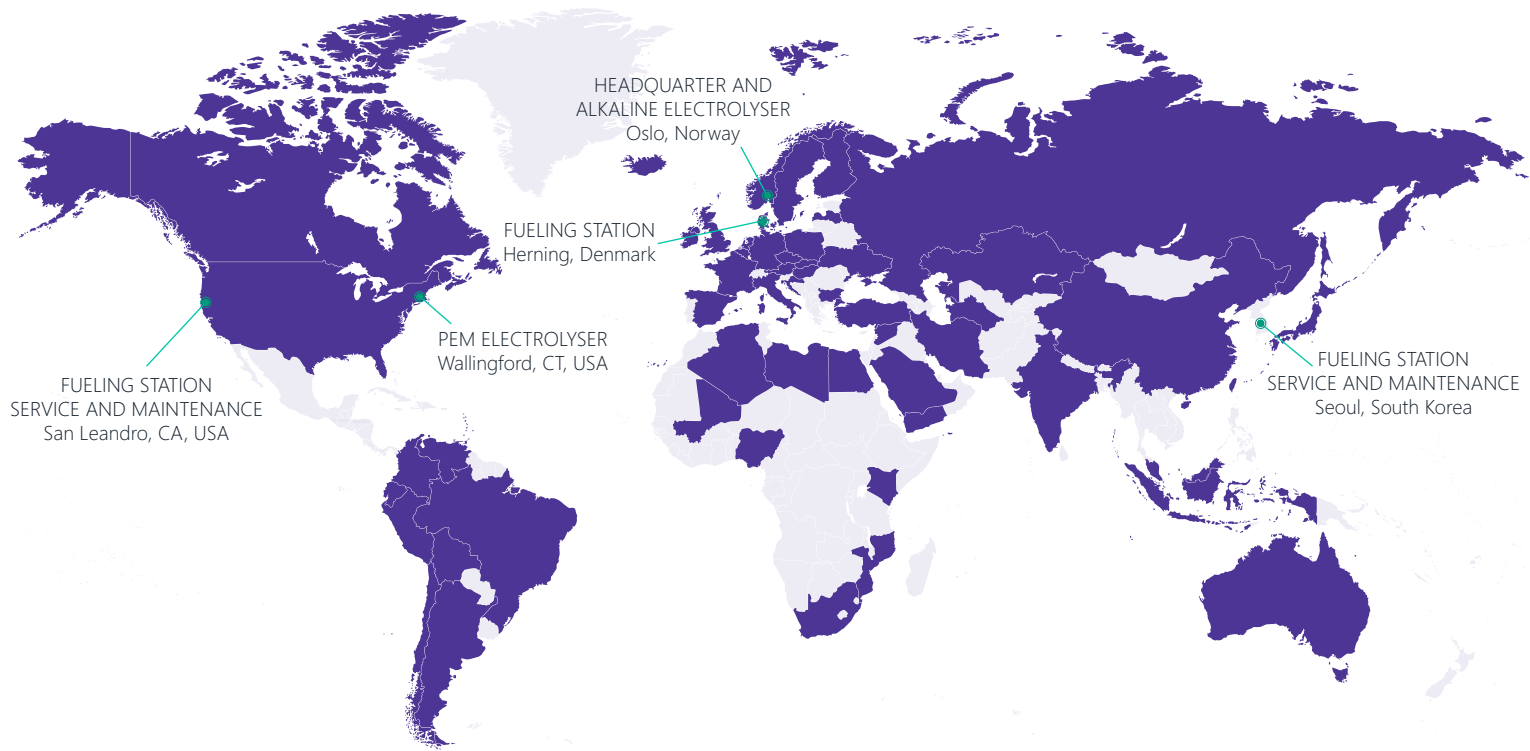 HEADQUARTER AND
ALKALINE ELECTROLYSER
Oslo, Norway
FUELING STATION
Herning, Denmark
PEM ELECTROLYSER
Wallingford, CT, USA
FUELING STATION
SERVICE AND MAINTENANCE
San Leandro, CA, USA
FUELING STATION
SERVICE AND MAINTENANCE
Seoul, South Korea